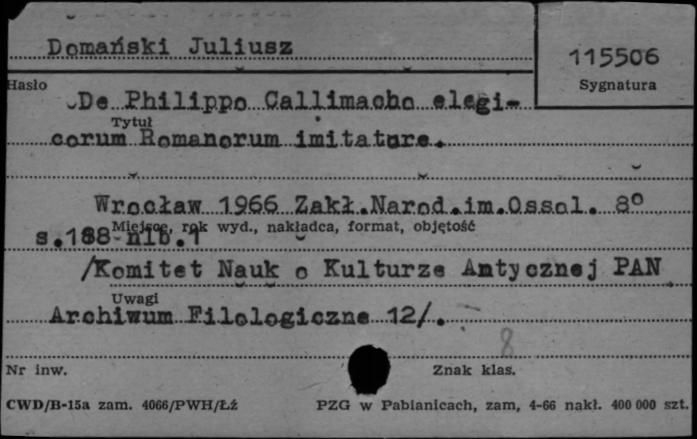 Domański Juliusz
115506
Hasło
Sygnatura
De Philippo Callimacho elegi-
Tytuł
corum Romanorum imitatore.
Wrocław 1966 Zakł.Narod.im.Ossol. 8º
Miejsce, rok wyd., nakładca, format, objętość
s.188 nlb.1
/Komitet Nauk o Kulturze Antycznej PAN
Uwagi
Archiwum Filologiczne 12/.
8
Nr inw.
Znak klas.
CWD/B-15a zam. 4066/PWH/Łź
PZG w Pabianicach, zam, 4-66 nakł. 400 000 szt.